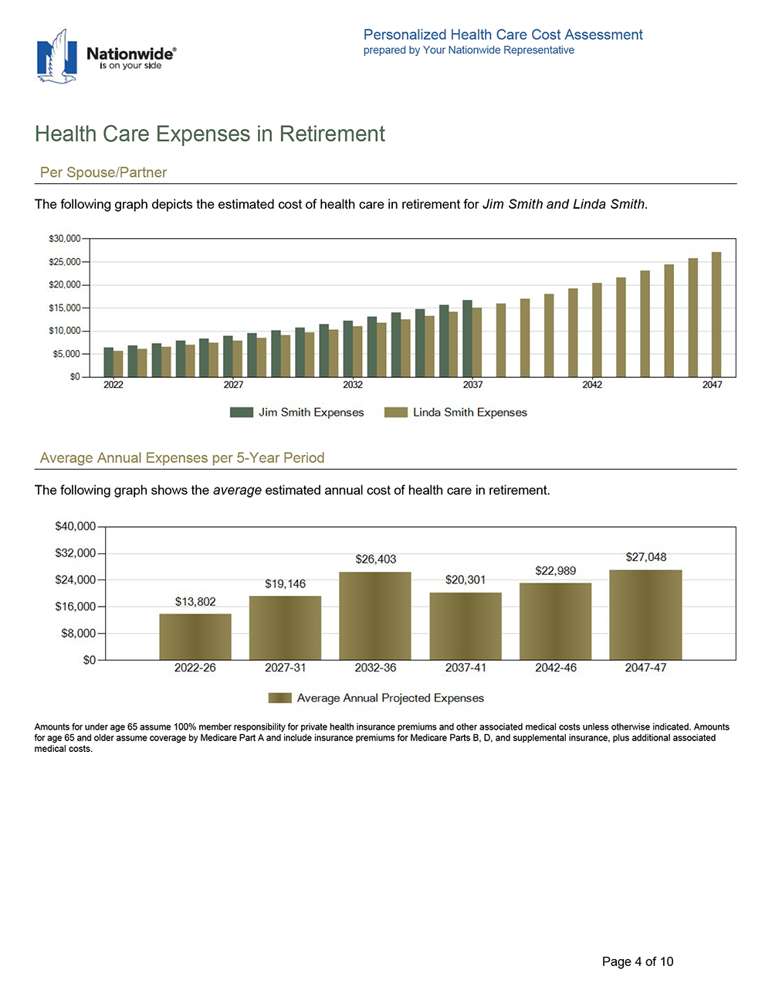 Nationwide®
is on your side
Personalized Health Care Cost Assessment
prepared by Your Nationwide Representative
Health Care Expenses in Retirement
Per Spouse/Partner
The following graph depicts the estimated cost of health care in retirement for Jim Smith and Linda Smith.
$30,000
$25,000
$20,000
$15,000
$10,000
$5,000
$0
2022 2027 2032 2037 2042 2047
Jim Smith Expenses Linda Smith Expenses
Average Annual Expenses per 5-Year Period
The following graph shows the average estimated annual cost of health care in retirement.
$40,000
$32,000
$24,000
$16,000
$8,000
$0
$13,802 $19,146 $26,403 $20,301 $22,989 $27,048
2022-26 2027-31 2032-36 2037-41 2042-46 2047-47
Average Annual Projected Expenses
Amounts for under age 65 assume 100% member responsibility for private health insurance premiums and other associated medical costs unless otherwise indicated. Amounts
for age 65 and older assume coverage by Medicare Part A and include insurance premiums for Medicare Parts B, D, and supplemental insurance, plus additional associated
medical costs.
Page 4 of 10